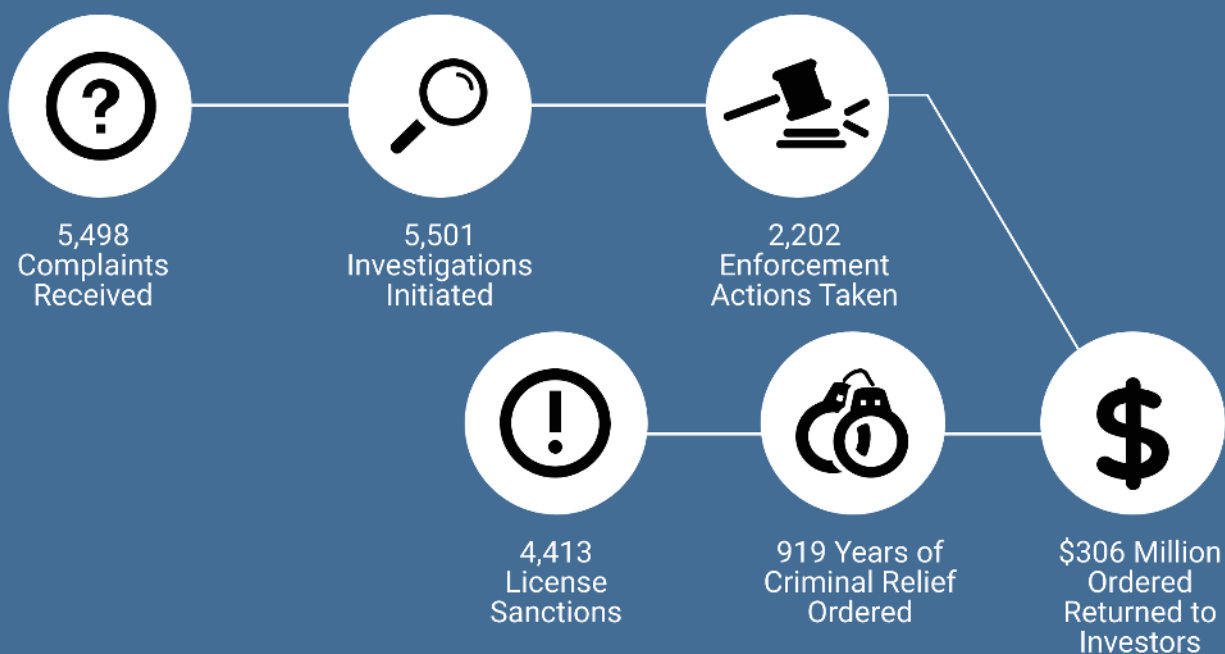 5,498
Complaints
Received
5,501
Investigations
Initiated
2,202
Enforcement
Actions Taken
4,413
License
Sanctions
919 Years of
Criminal Relief
Ordered
$306 Million
Ordered
Returned to
Investors